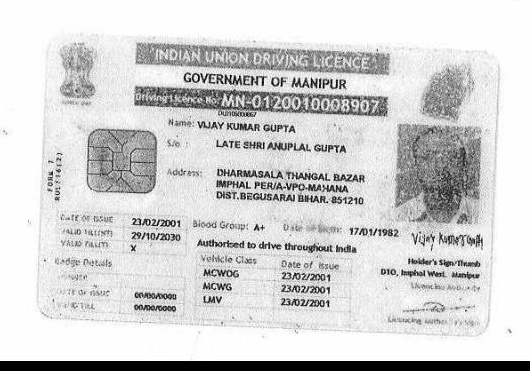 INDIAN UNION DRIVING LICENCE
GOVERNMENT OF MANIPUR
Driving Licence No: MN-0120010008907
Name: VIJAY KUMAR GUPTA
S/o : LATE SHRI ANUPLAL GUPTA
Address: DHARMASALA THANGAL BAZAR
IMPHAL PER/A-VPO-MAHANA
DIST.BEGUSARAI BIHAR. 851210
FORM 7
RULE 16(2)
DATE OF ISSUE 23/02/2001 Blood Group: A+ Date of Birth: 17/01/1982
VALID TILL(NT) 29/10/2030
VALID TILL(T) X Authorised to drive throughout India
Badge Details Vehicle Class Date of Issue
MCWOG 23/02/2001
MCWG 23/02/2001
DATE OF ISSUE 00/00/0000 LMV 23/02/2001
VALID TILL 00/00/0000
Vijay Kumar Gupta
Holder's Sign/Thumb
DTO, Imphal West, Manipur
Licencing Authority
Licencing Authority Sign